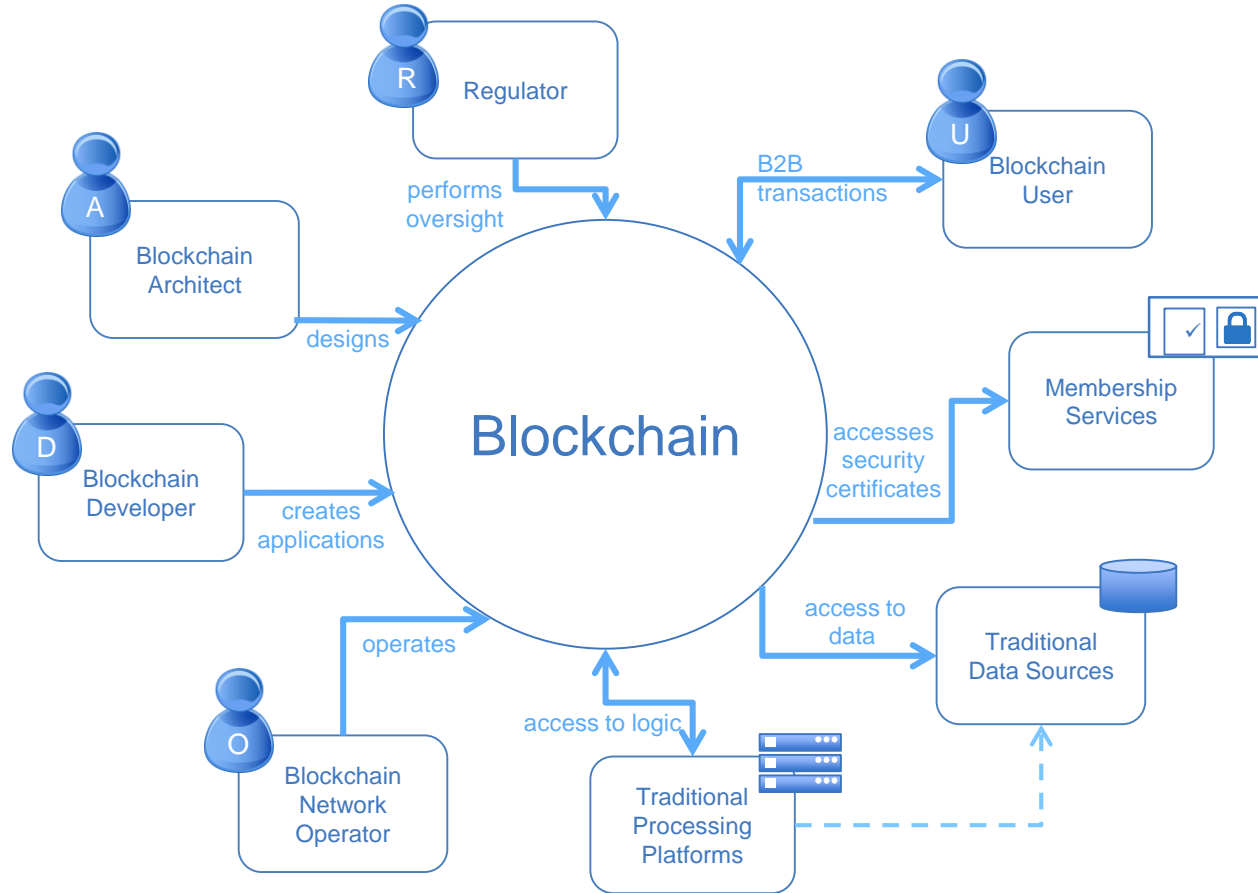 R
Regulator
U
Blockchain
User
B2B
transactions
performs
oversight
A
Blockchain
Architect
designs
Membership
Services
D
Blockchain
Developer
creates
applications
Blockchain
accesses
security
certificates
operates
access to
data
Traditional
Data Sources
O
Blockchain
Network
Operator
access to logic
Traditional
Processing
Platforms